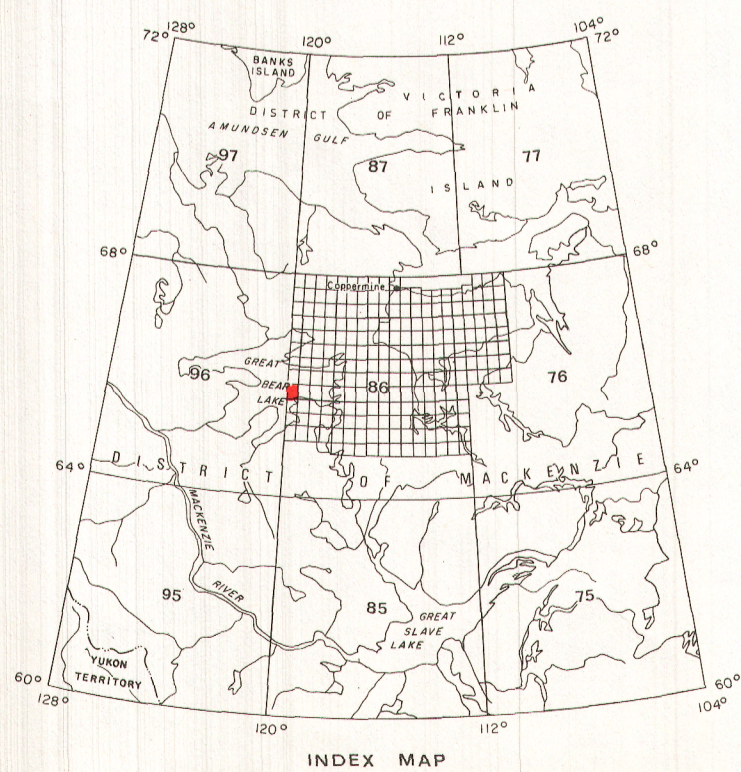 128°
120°
112°
104°
72°
72°
BANKS
ISLAND
VICTORIA
DISTRICT OF FRANKLIN
AMUNDSEN GULF
97
87
77
ISLAND
68°
68°
Coppermine
GREAT
96
BEAR
LAKE
86
76
DISTRICT OF MACKENZIE
64°
64°
MACKENZIE
RIVER
95
85
75
GREAT
SLAVE
LAKE
YUKON
TERRITORY
60°
60°
128°
120°
112°
104°
INDEX MAP